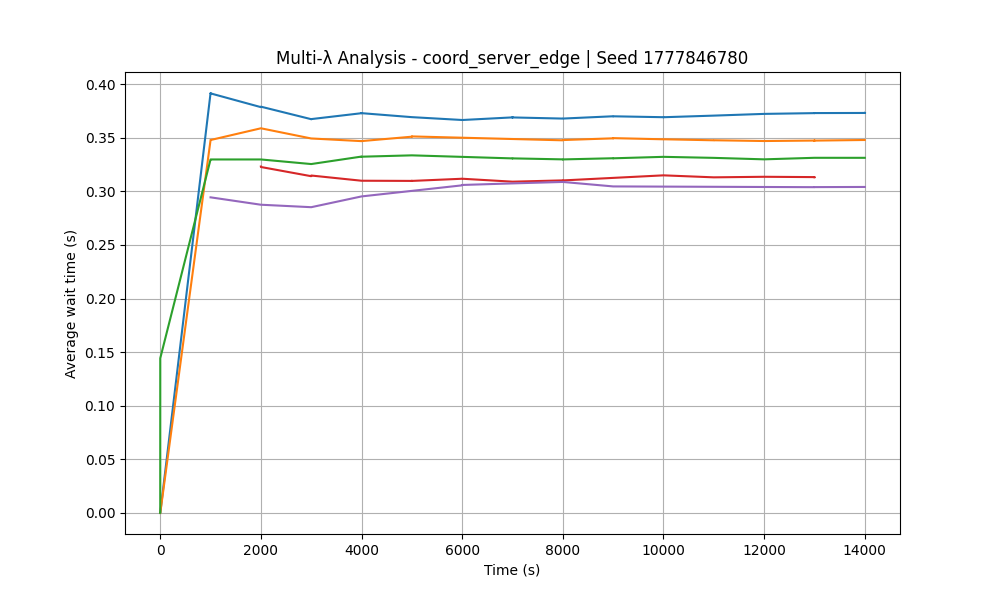 Multi-λ Analysis - coord_server_edge | Seed 1777846780
Average wait time (s)
0.40
0.35
0.30
0.25
0.20
0.15
0.10
0.05
0.00
0 2000 4000 6000 8000 10000 12000 14000
Time (s)